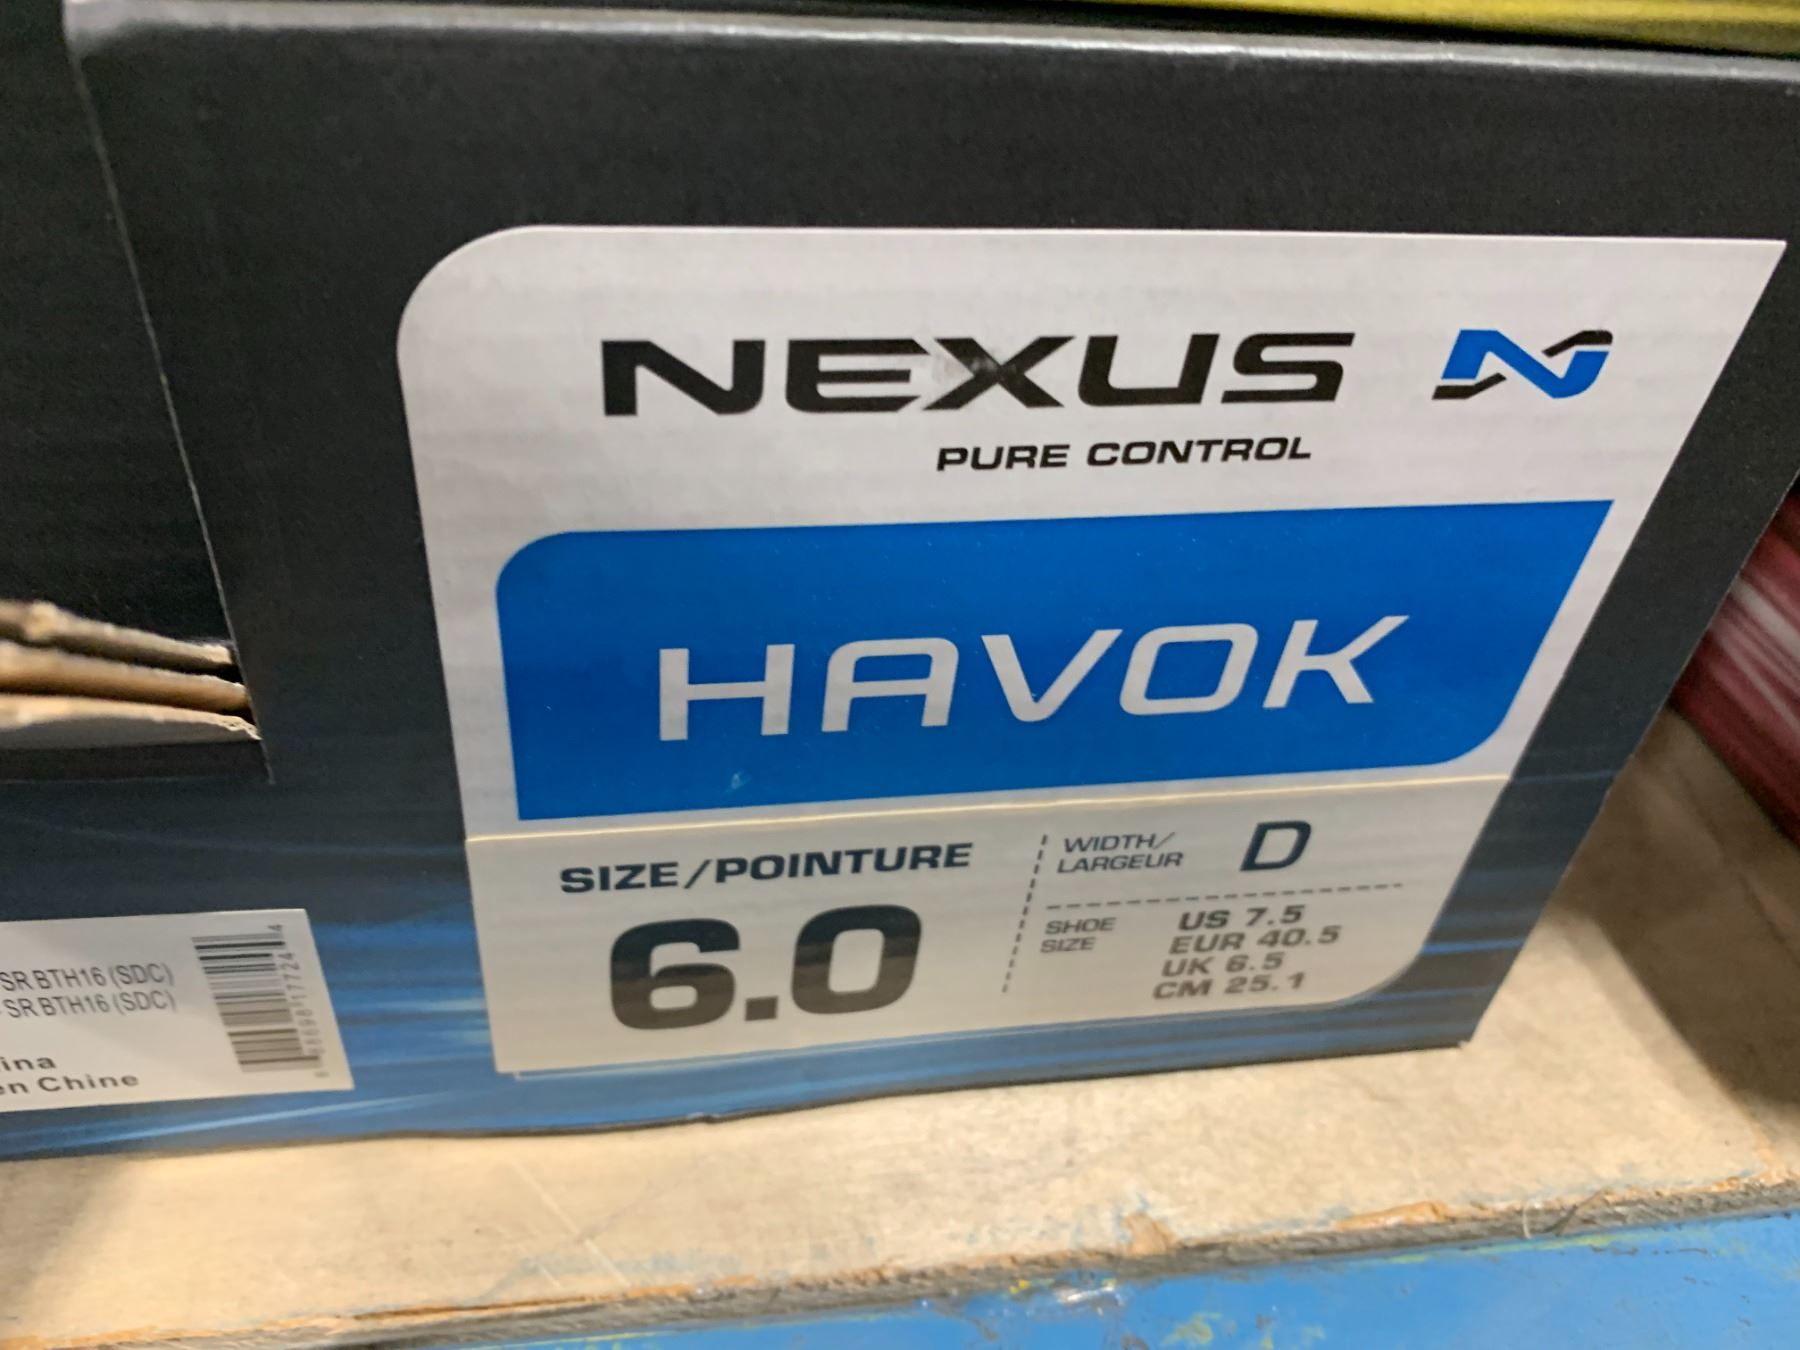 NEXUS
PURE CONTROL
HAVOK
SIZE/POINTURE
6.0
WIDTH/
LARGEUR
D
SHOE
SIZE
US 7.5
EUR 40.5
UK 6.5
CM 25.1
SR BTH16 (SDC)
SR BTH16 (SDC)
ina
en Chine